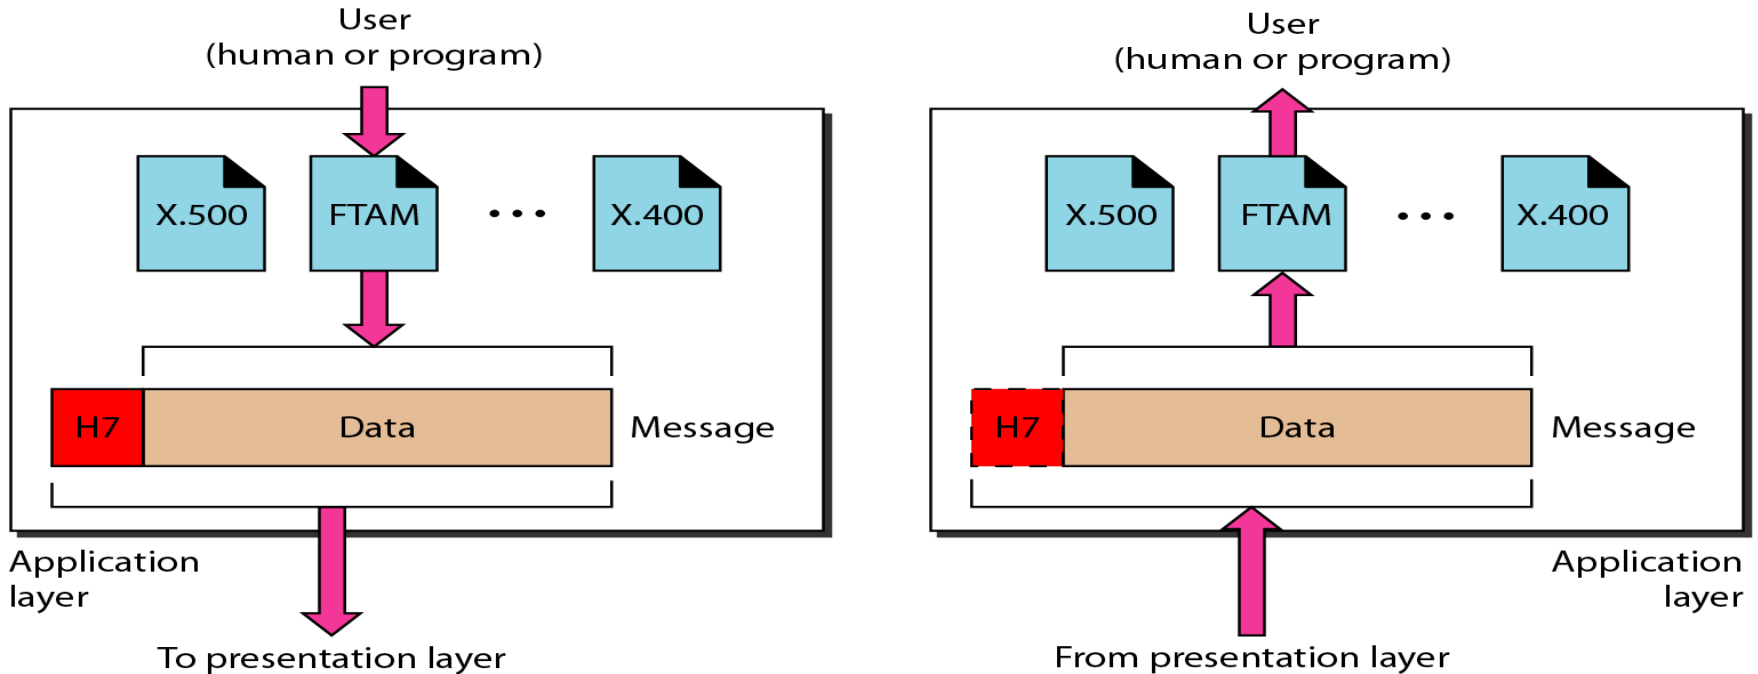 User
(human or program)
X.500
FTAM
• • •
X.400
H7
Data
Message
Application
layer
To presentation layer
User
(human or program)
X.500
FTAM
• • •
X.400
H7
Data
Message
Application
layer
From presentation layer